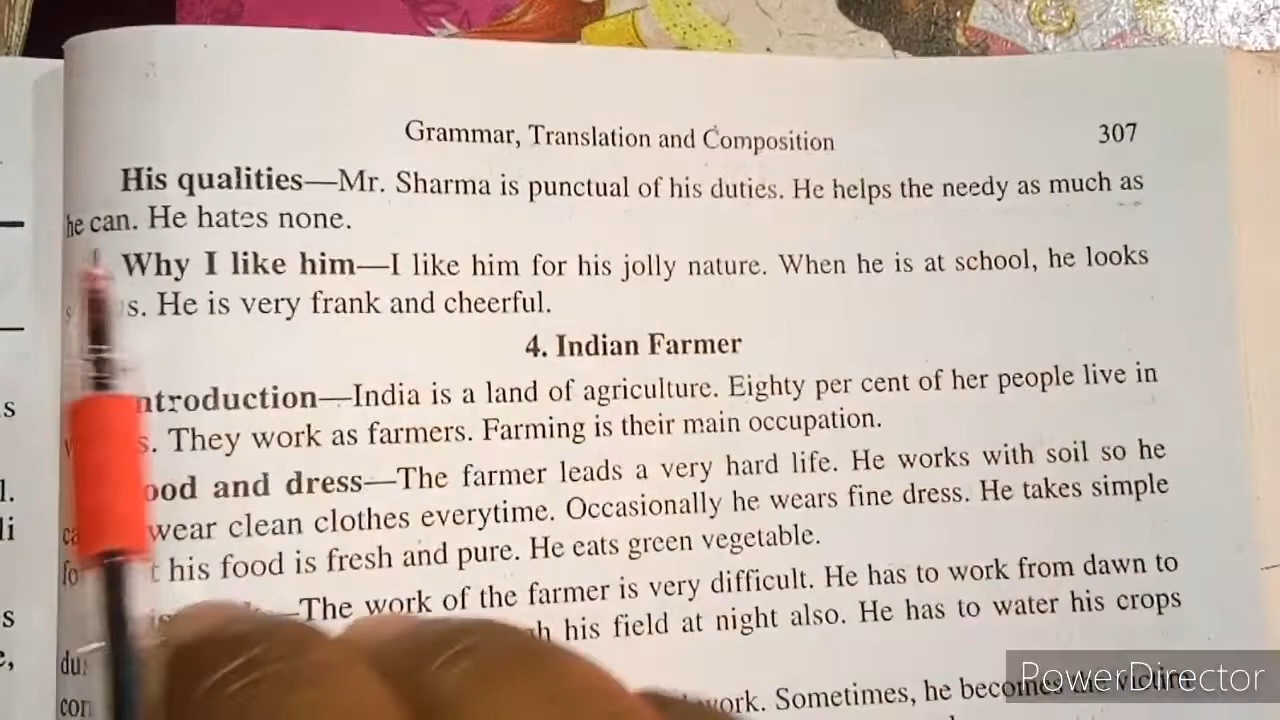 Grammar, Translation and Composition 307
His qualities—Mr. Sharma is punctual of his duties. He helps the needy as much as
he can. He hates none.
Why I like him—I like him for his jolly nature. When he is at school, he looks
He is very frank and cheerful.
4. Indian Farmer
ntroduction—India is a land of agriculture. Eighty per cent of her people live in
They work as farmers. Farming is their main occupation.
ood and dress—The farmer leads a very hard life. He works with soil so he
wear clean clothes everytime. Occasionally he wears fine dress. He takes simple
his food is fresh and pure. He eats green vegetable.
—The work of the farmer is very difficult. He has to work from dawn to
his field at night also. He has to water his crops
work. Sometimes, he becomes
PowerDirector